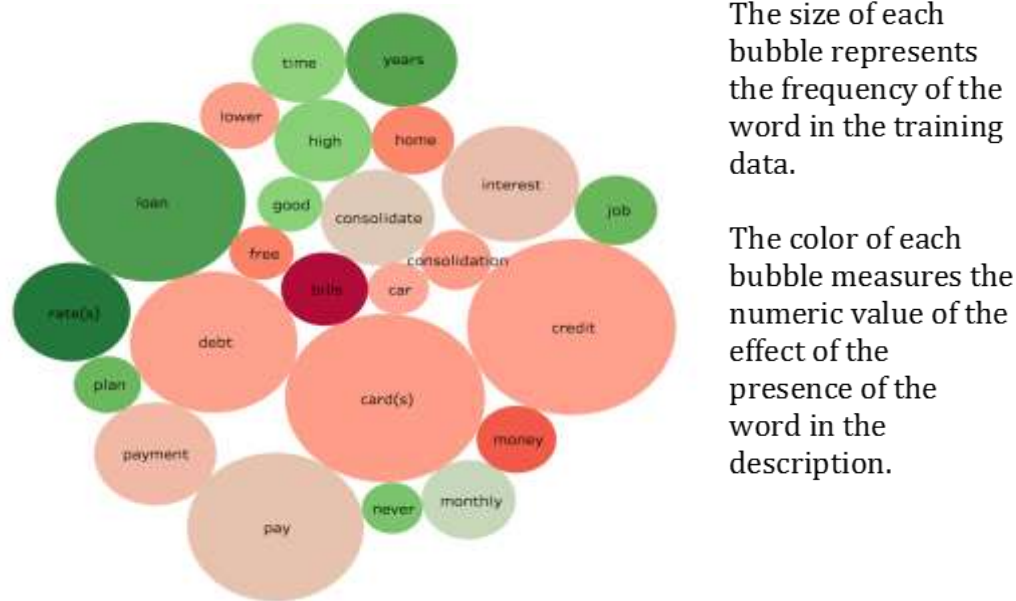 time
years
lower
high
home
loan
good
consolidate
interest
job
free
consolidation
bills
car
rate(s)
debt
credit
plan
card(s)
payment
money
never
monthly
pay
The size of each
bubble represents
the frequency of the
word in the training
data.
The color of each
bubble measures the
numeric value of the
effect of the
presence of the
word in the
description.